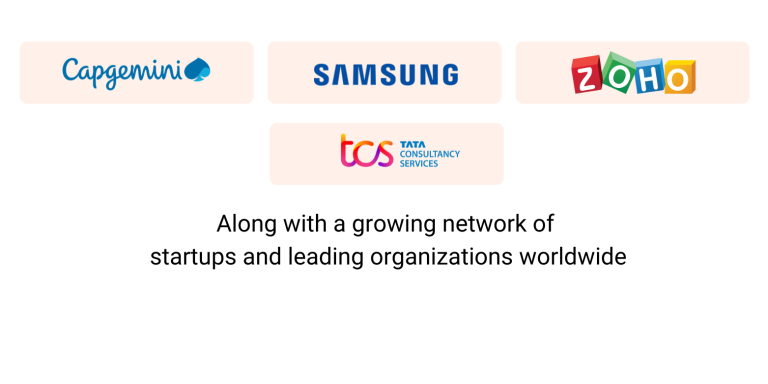 Capgemini
SAMSUNG
ZOHO
tcs TATA
CONSULTANCY
SERVICES
Along with a growing network of
startups and leading organizations worldwide